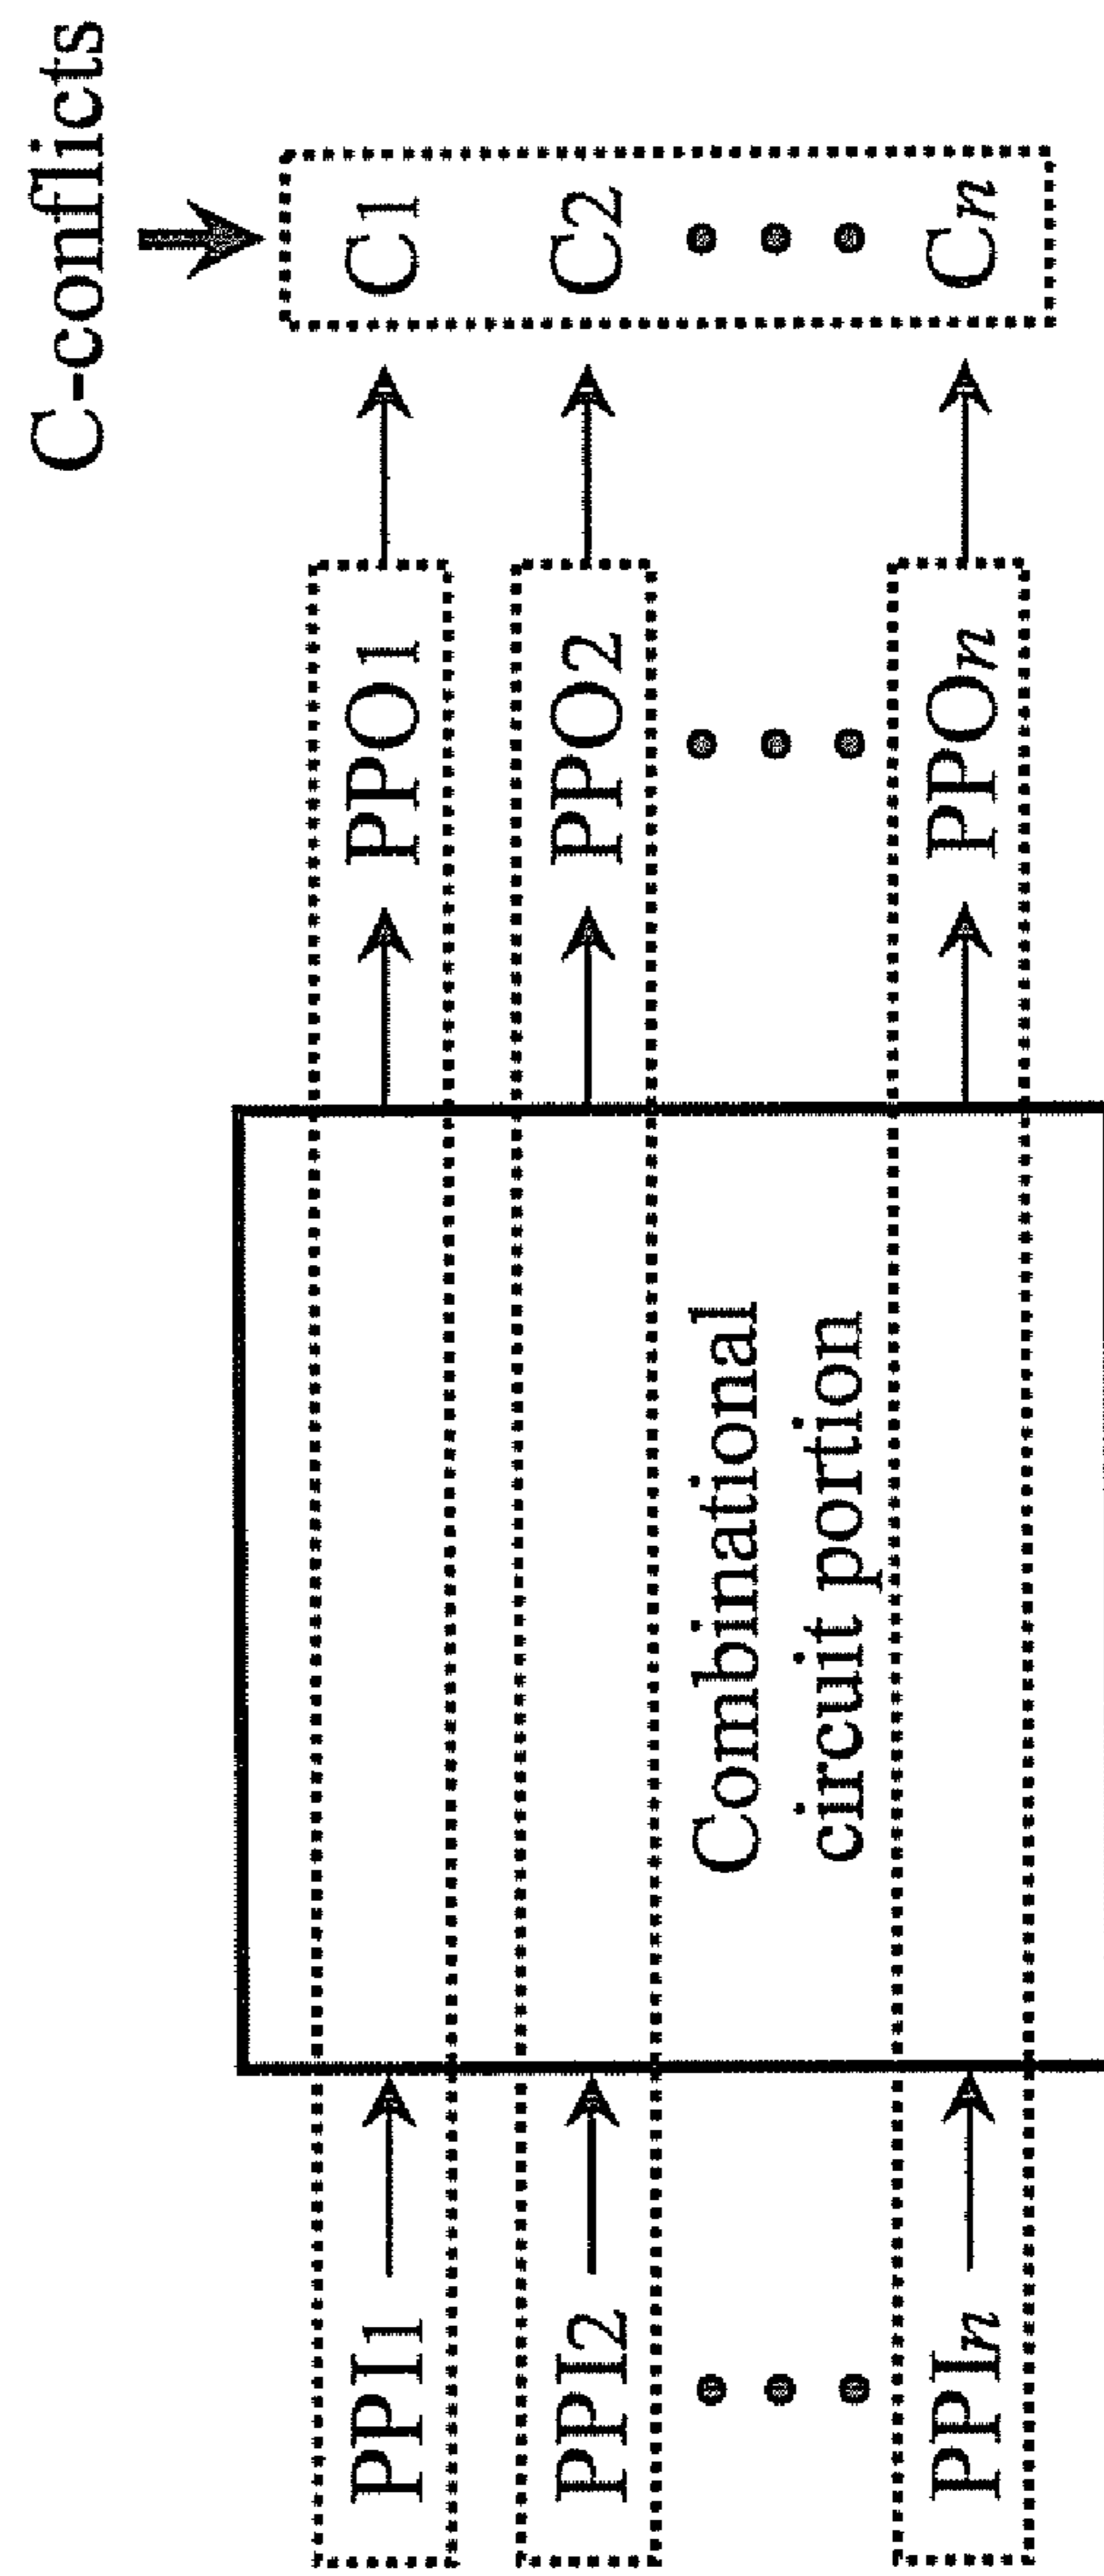 C-conflicts
PPI1
PPO1
C1
PPI2
PPO2
C2
Combinational
circuit portion
PPIn
PPOn
Cn